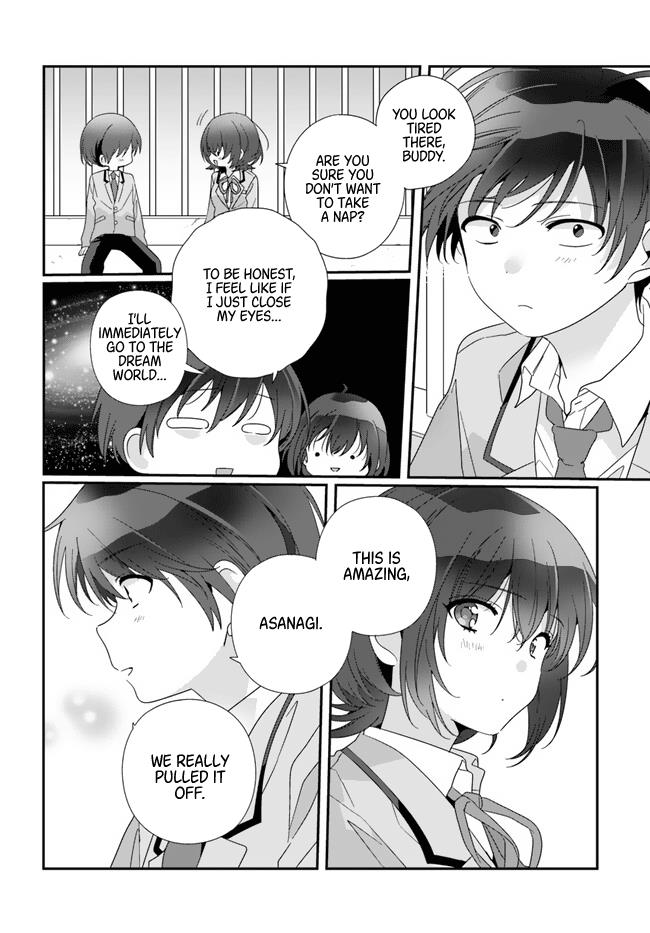 YOU LOOK
TIRED
THERE,
BUDDY.
ARE YOU
SURE YOU
DON'T WANT
TO TAKE
A NAP?
TO BE HONEST,
I FEEL LIKE IF
I JUST CLOSE
MY EYES...
I'LL
IMMEDIATELY
GO TO THE
DREAM
WORLD...
THIS IS
AMAZING,
ASANAGI.
WE REALLY
PULLED IT
OFF.